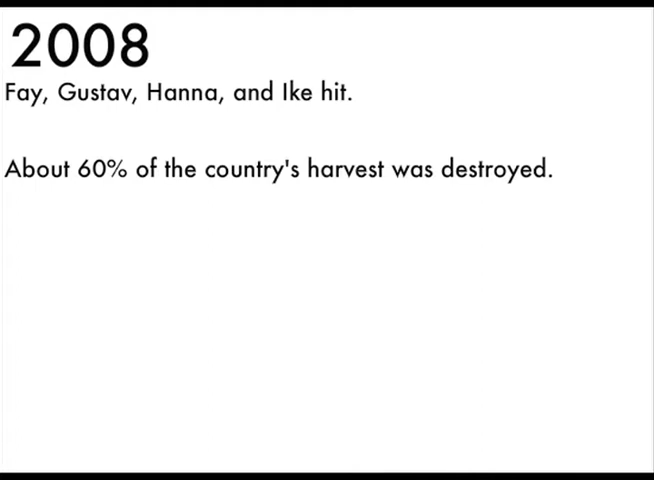 2008
Fay, Gustav, Hanna, and Ike hit.
About 60% of the country's harvest was destroyed.